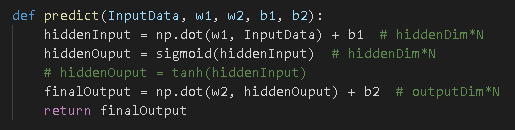 def predict(InputData, w1, w2, b1, b2):
    hiddenInput = np.dot(w1, InputData) + b1  # hiddenDim*N
    hiddenOuput = sigmoid(hiddenInput)  # hiddenDim*N
    # hiddenOuput = tanh(hiddenInput)
    finalOutput = np.dot(w2, hiddenOuput) + b2  # outputDim*N
    return finalOutput